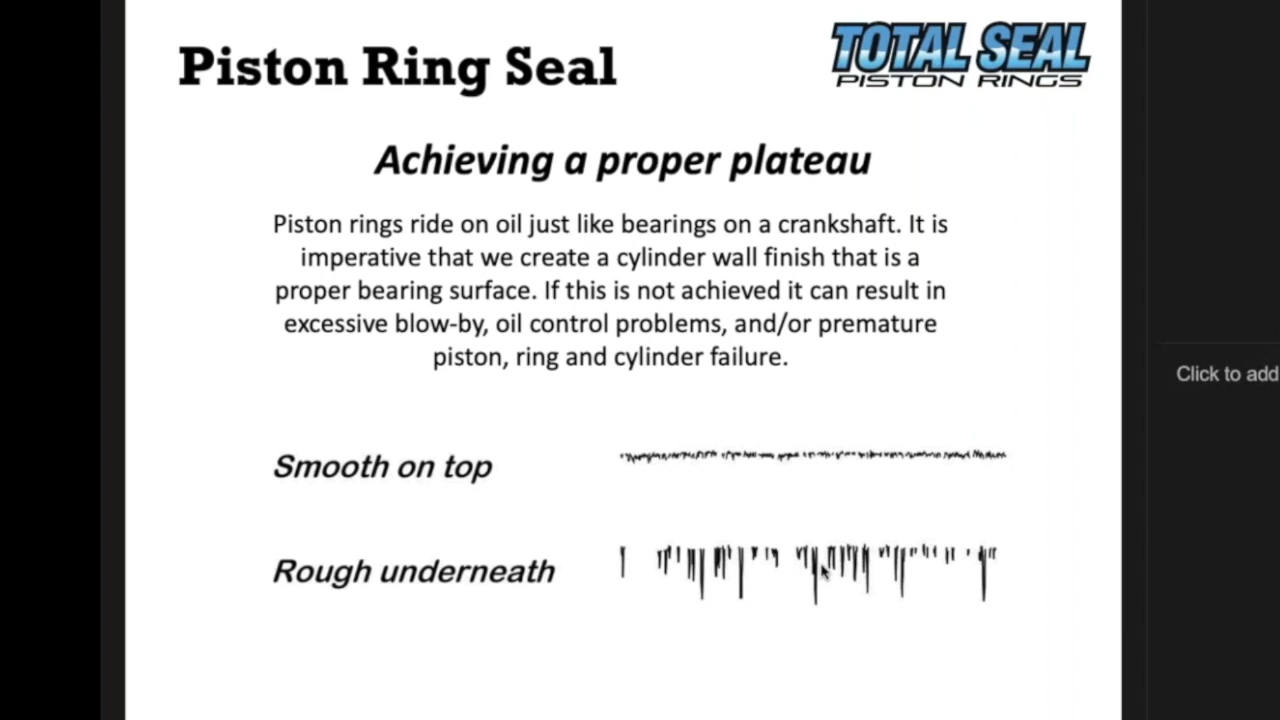 Piston Ring Seal
TOTAL SEAL
PISTON RINGS
Achieving a proper plateau
Piston rings ride on oil just like bearings on a crankshaft. It is
imperative that we create a cylinder wall finish that is a
proper bearing surface. If this is not achieved it can result in
excessive blow-by, oil control problems, and/or premature
piston, ring and cylinder failure.
Smooth on top
Rough underneath
Click to add